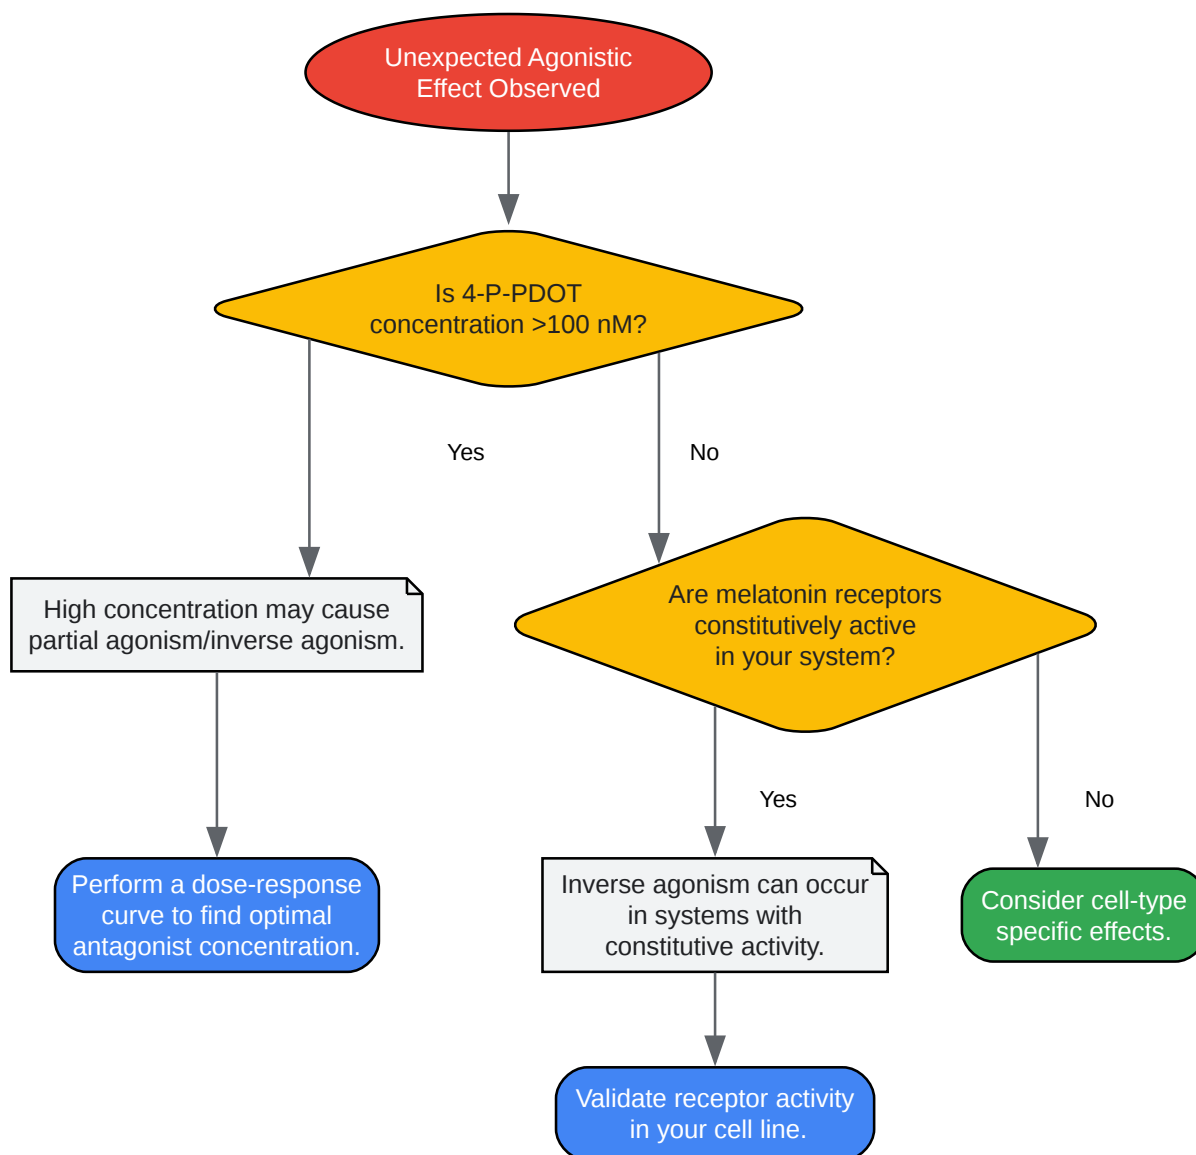 Unexpected Agonistic
Effect Observed
Is 4-P-PDOT
concentration >100 nM?
Yes
No
High concentration may cause
partial agonism/inverse agonism.
Are melatonin receptors
constitutively active
in your system?
Yes
No
Perform a dose-response
curve to find optimal
antagonist concentration.
Inverse agonism can occur
in systems with
constitutive activity.
Consider cell-type
specific effects.
Validate receptor activity
in your cell line.